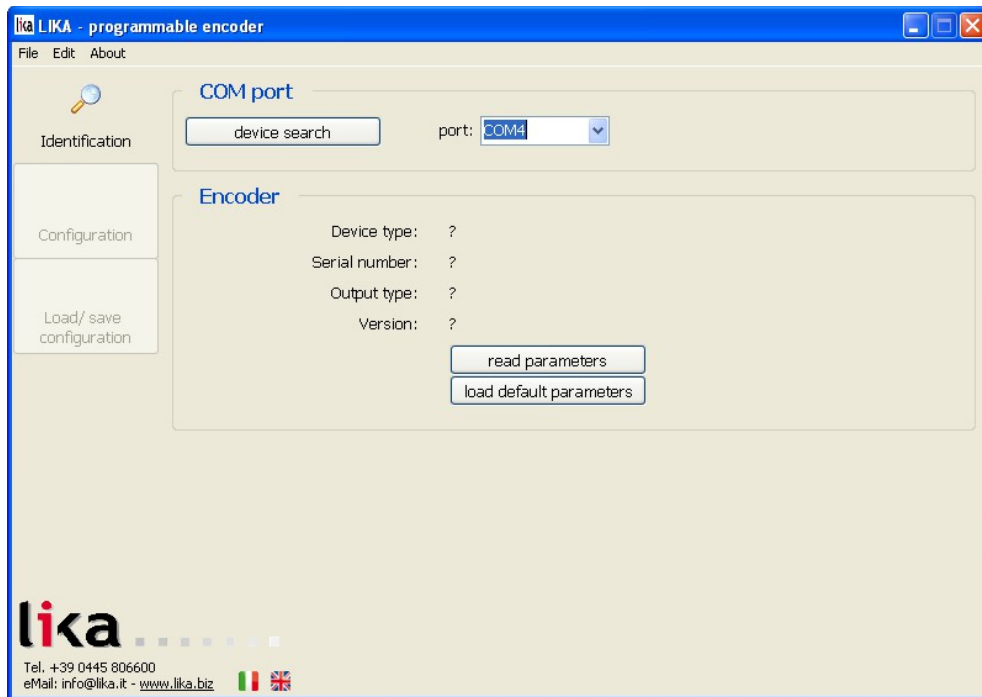 lika LIKA - programmable encoder
File Edit About
Identification
Configuration
Load/ save
configuration
COM port
device search port: COM4
Encoder
Device type: ?
Serial number: ?
Output type: ?
Version: ?
read parameters
load default parameters
lika
Tel. +39 0445 806600
eMail: info@lika.it - www.lika.biz